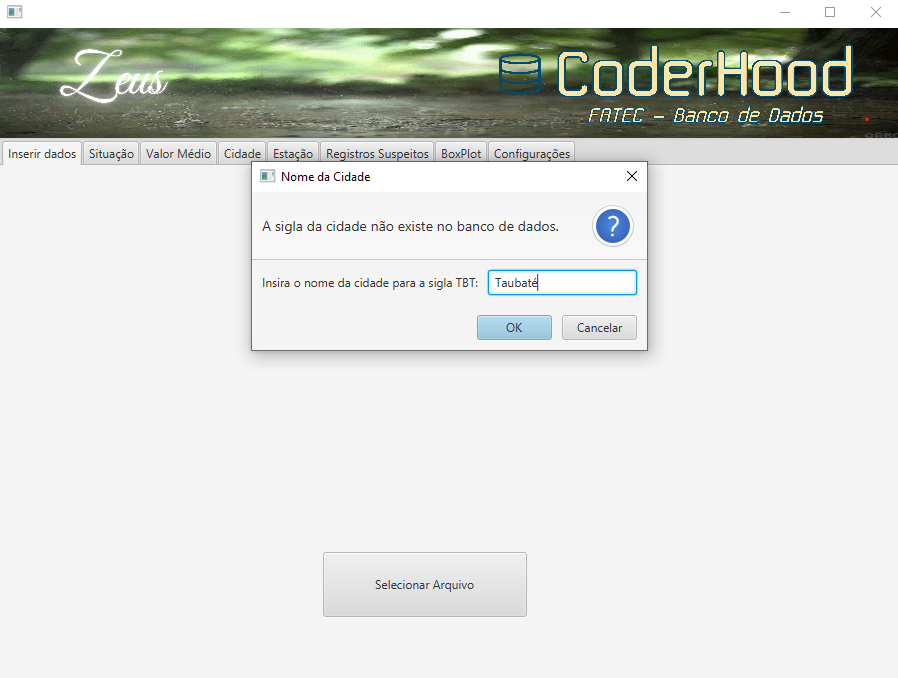 Zeus
CoderHood
FATEC – Banco de Dados
Inserir dados Situação Valor Médio Cidade Estação Registros Suspeitos BoxPlot Configurações
Nome da Cidade
A sigla da cidade não existe no banco de dados.
?
Insira o nome da cidade para a sigla TBT: Taubaté
OK Cancelar
Selecionar Arquivo